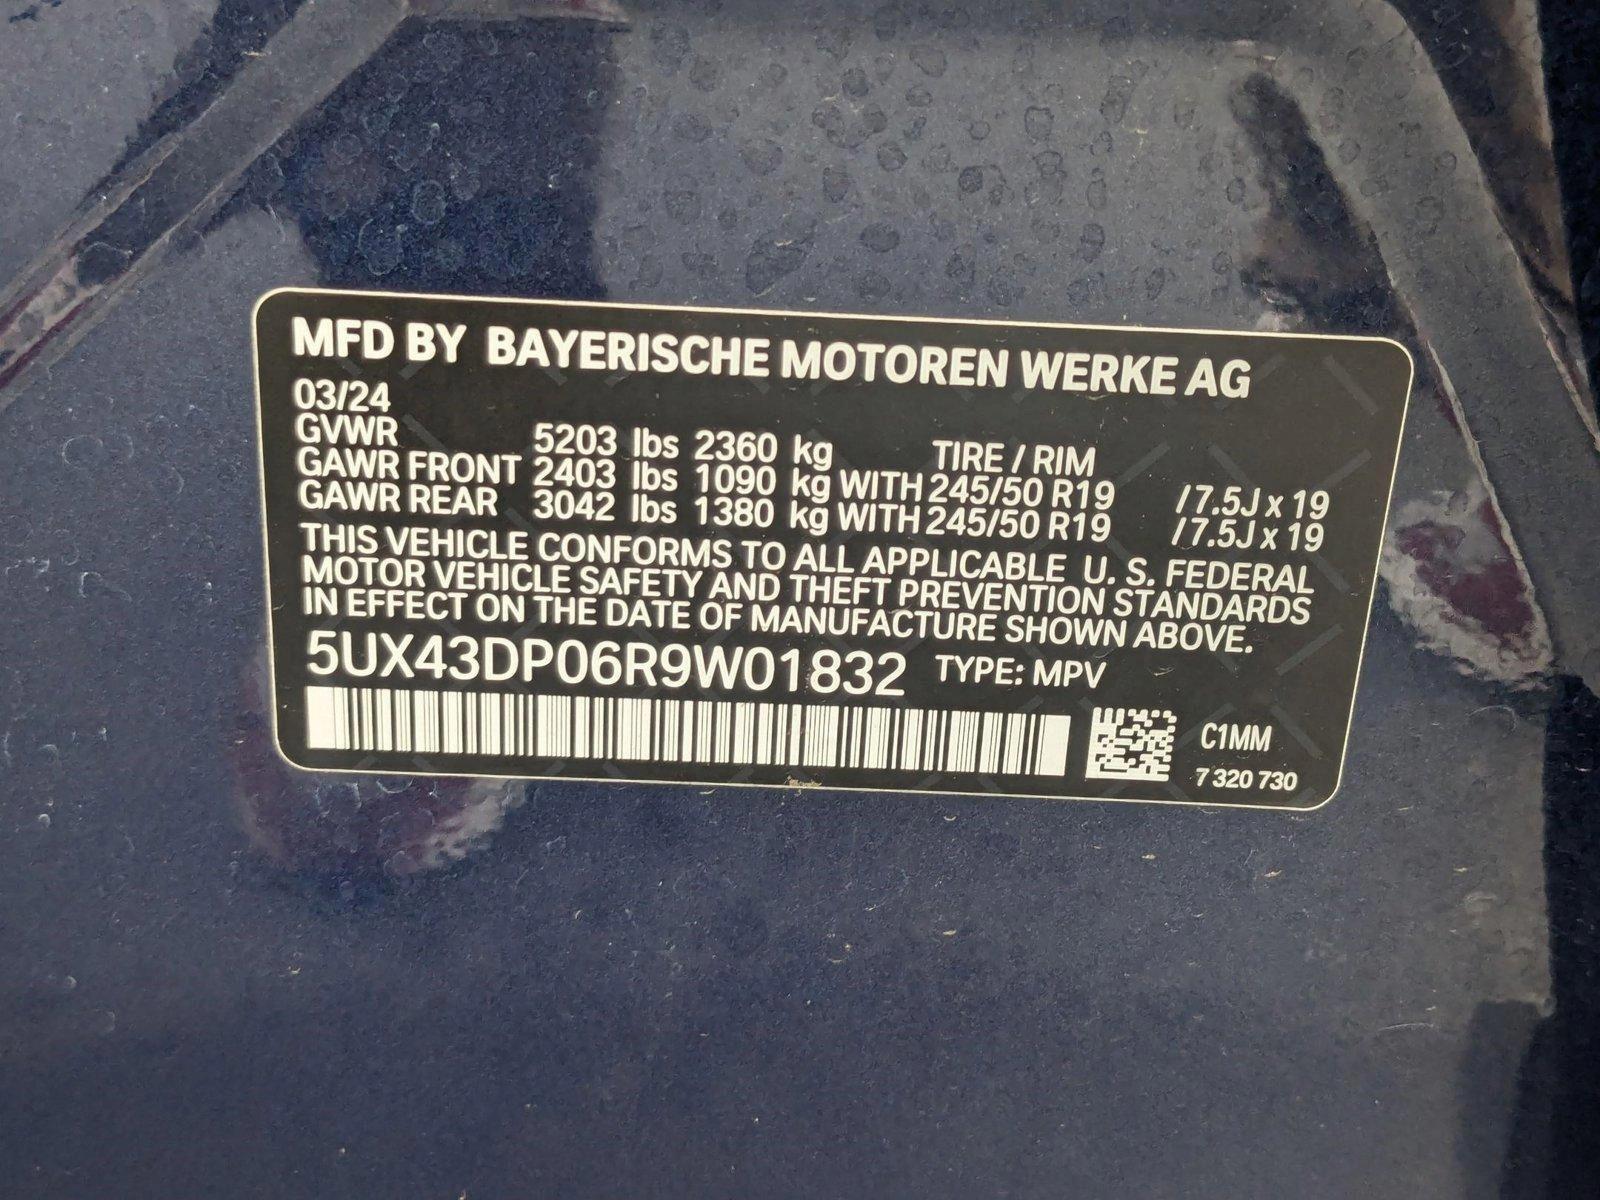 MFD BY BAYERISCHE MOTOREN WERKE AG
03/24
GVWR 5203 lbs 2360 kg TIRE / RIM
GAWR FRONT 2403 lbs 1090 kg WITH 245/50 R19 /7.5J x 19
GAWR REAR 3042 lbs 1380 kg WITH 245/50 R19 /7.5J x 19
THIS VEHICLE CONFORMS TO ALL APPLICABLE U. S. FEDERAL
MOTOR VEHICLE SAFETY AND THEFT PREVENTION STANDARDS
IN EFFECT ON THE DATE OF MANUFACTURE SHOWN ABOVE.
5UX43DP06R9W01832 TYPE: MPV
C1MM
7 320 730